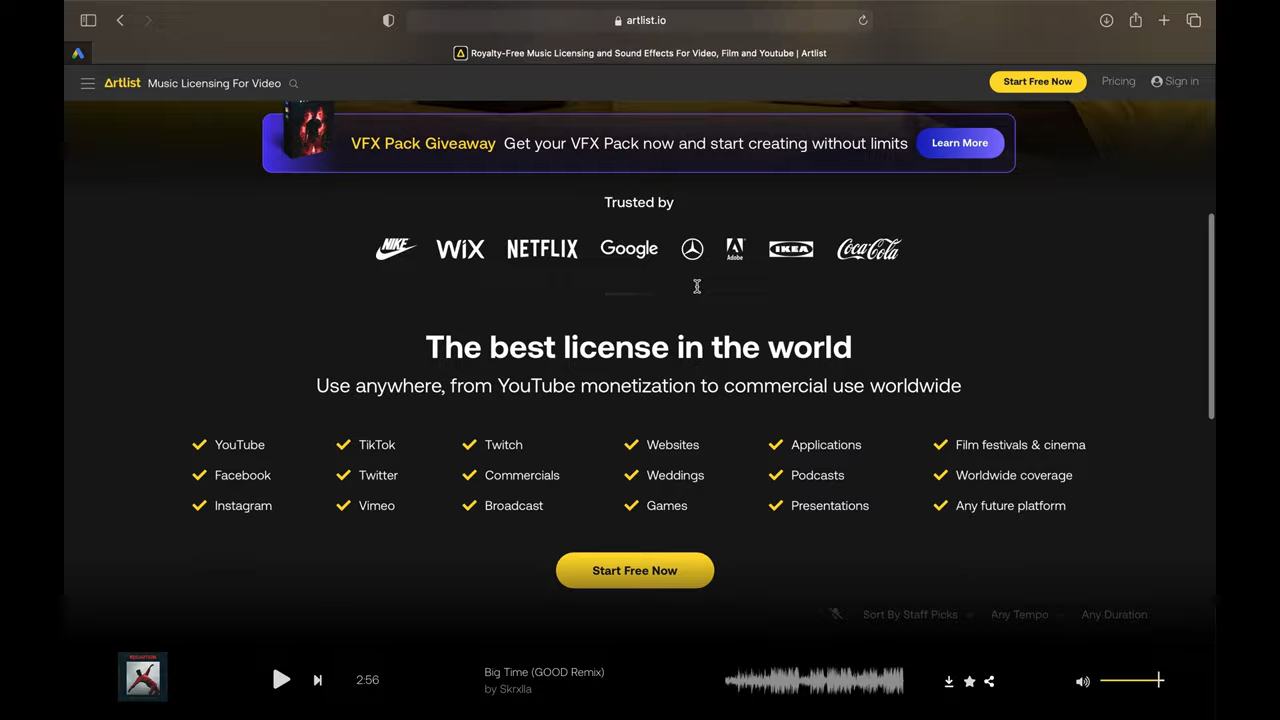 artlist.io
Royalty-Free Music Licensing and Sound Effects For Video, Film and Youtube | Artlist
Artlist Music Licensing For Video Start Free Now Pricing Sign in
VFX Pack Giveaway Get your VFX Pack now and start creating without limits Learn More
Trusted by
NIKE WiX NETFLIX Google Adobe IKEA Coca-Cola
The best license in the world
Use anywhere, from YouTube monetization to commercial use worldwide
YouTube TikTok Twitch Websites Applications Film festivals & cinema
Facebook Twitter Commercials Weddings Podcasts Worldwide coverage
Instagram Vimeo Broadcast Games Presentations Any future platform
Start Free Now
Sort By Staff Picks Any Tempo Any Duration
2:56 Big Time (GOOD Remix)
by Skrxlla